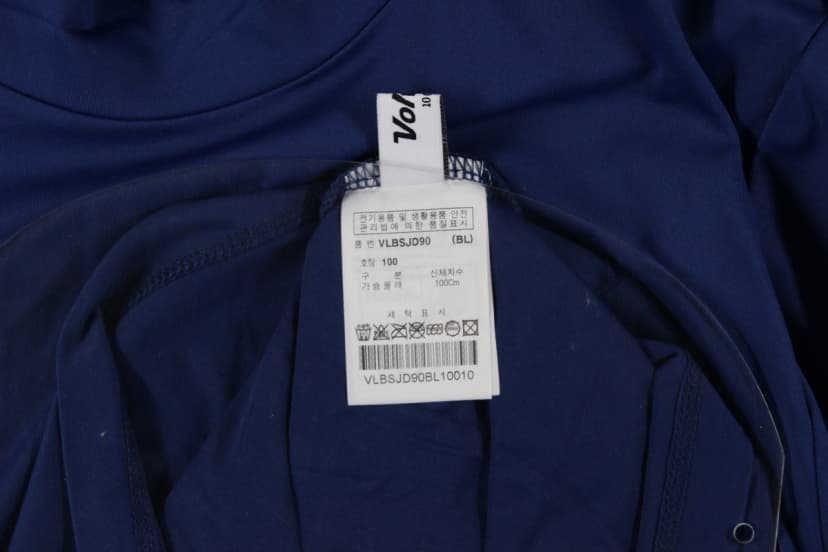 전기용품 및 생활용품 안전
관리법에 의한 품질표시
품 번 VLBSJD90 (BL)
호칭 100
구 분 신체치수
가슴둘레 100Cm
세 탁 표 시
VLBSJD90BL10010